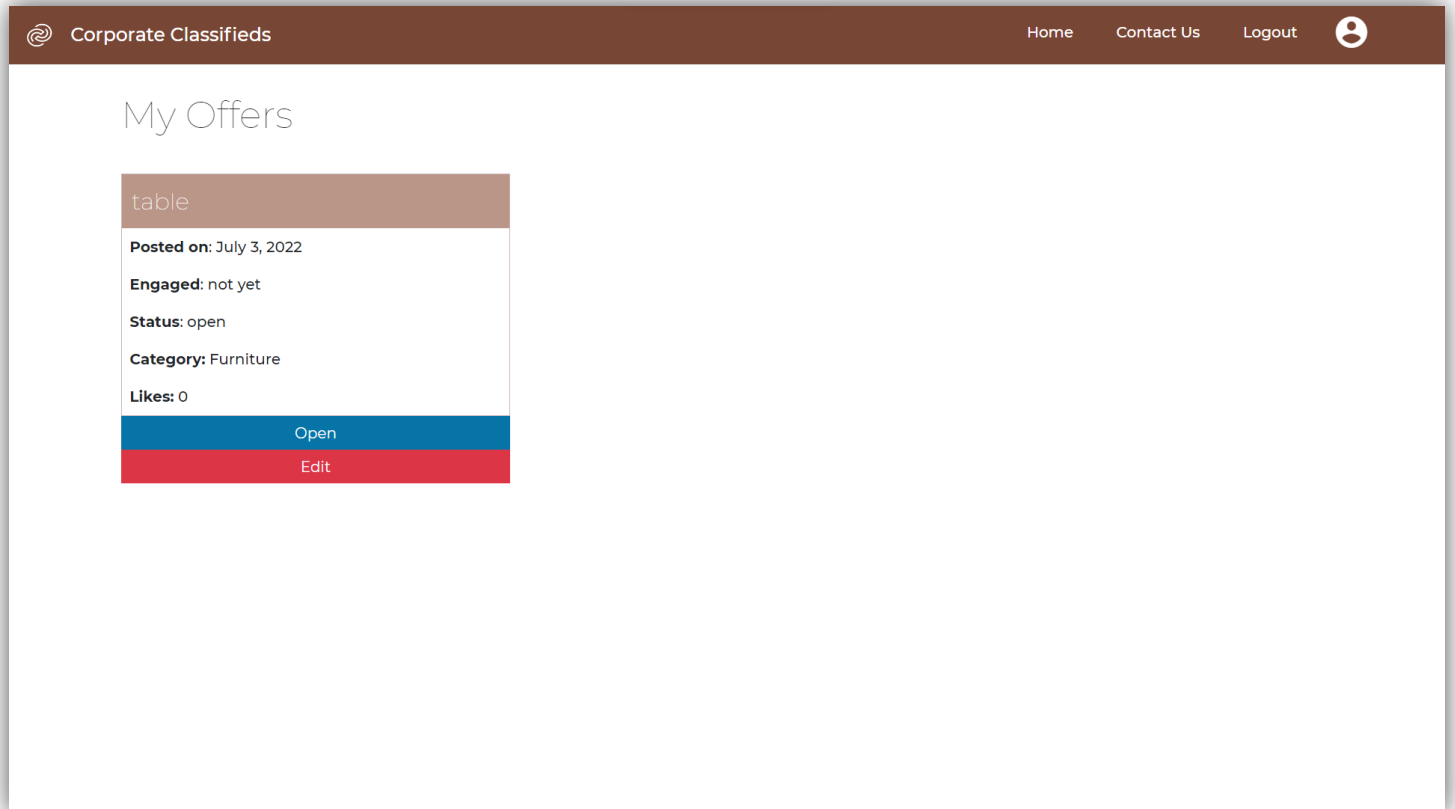 Corporate Classifieds
Home Contact Us Logout
My Offers
table
Posted on: July 3, 2022
Engaged: not yet
Status: open
Category: Furniture
Likes: 0
Open
Edit